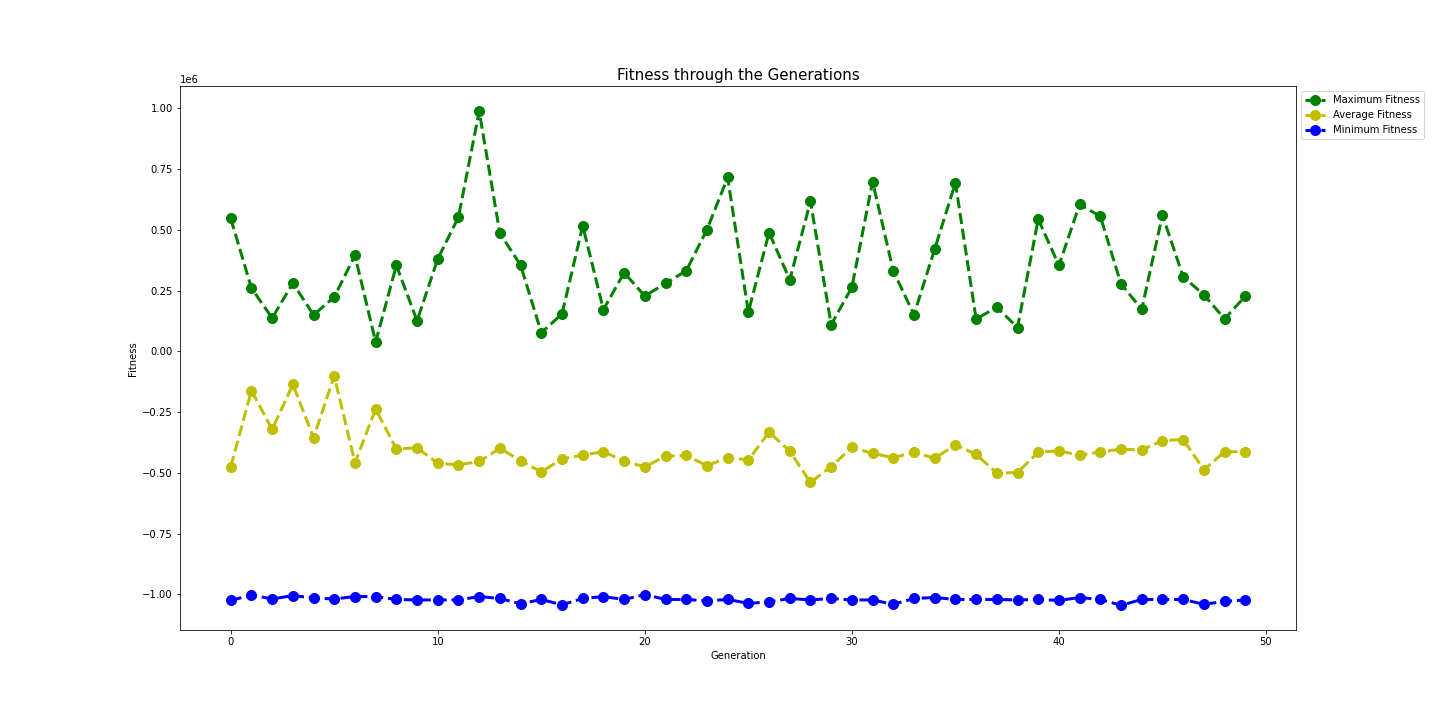 Fitness through the Generations
1e6
1.00
0.75
0.50
0.25
0.00
−0.25
−0.50
−0.75
−1.00
Fitness
0
10
20
30
40
50
Generation
Maximum Fitness
Average Fitness
Minimum Fitness